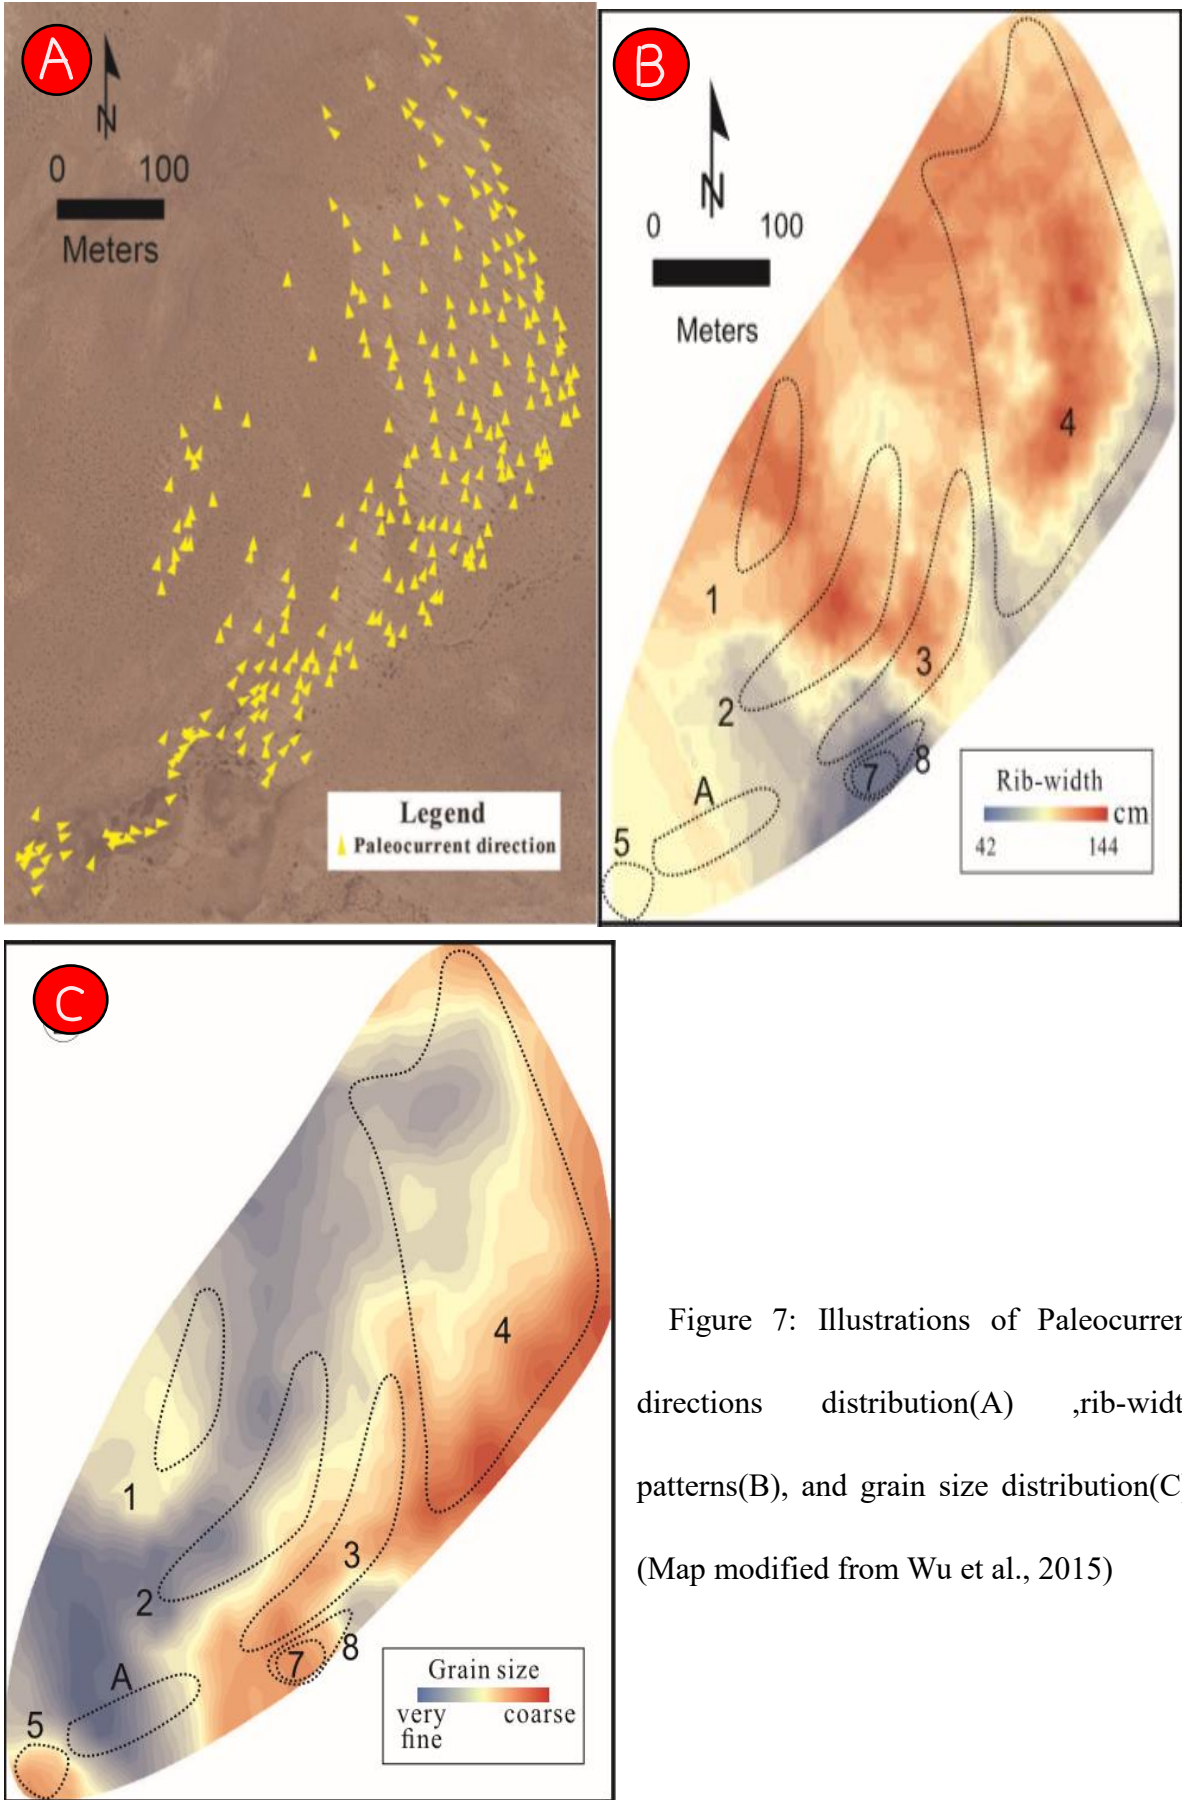 A
N
0 100
Meters
Legend
Paleocurrent direction
B
N
0 100
Meters
4
1
3
2
8
7
A
5
Rib-width
cm
42 144
C
4
1
3
2
8
7
A
5
Grain size
very coarse
fine
Figure 7: Illustrations of Paleocurren
directions distribution(A) ,rib-widt
patterns(B), and grain size distribution(C
(Map modified from Wu et al., 2015)